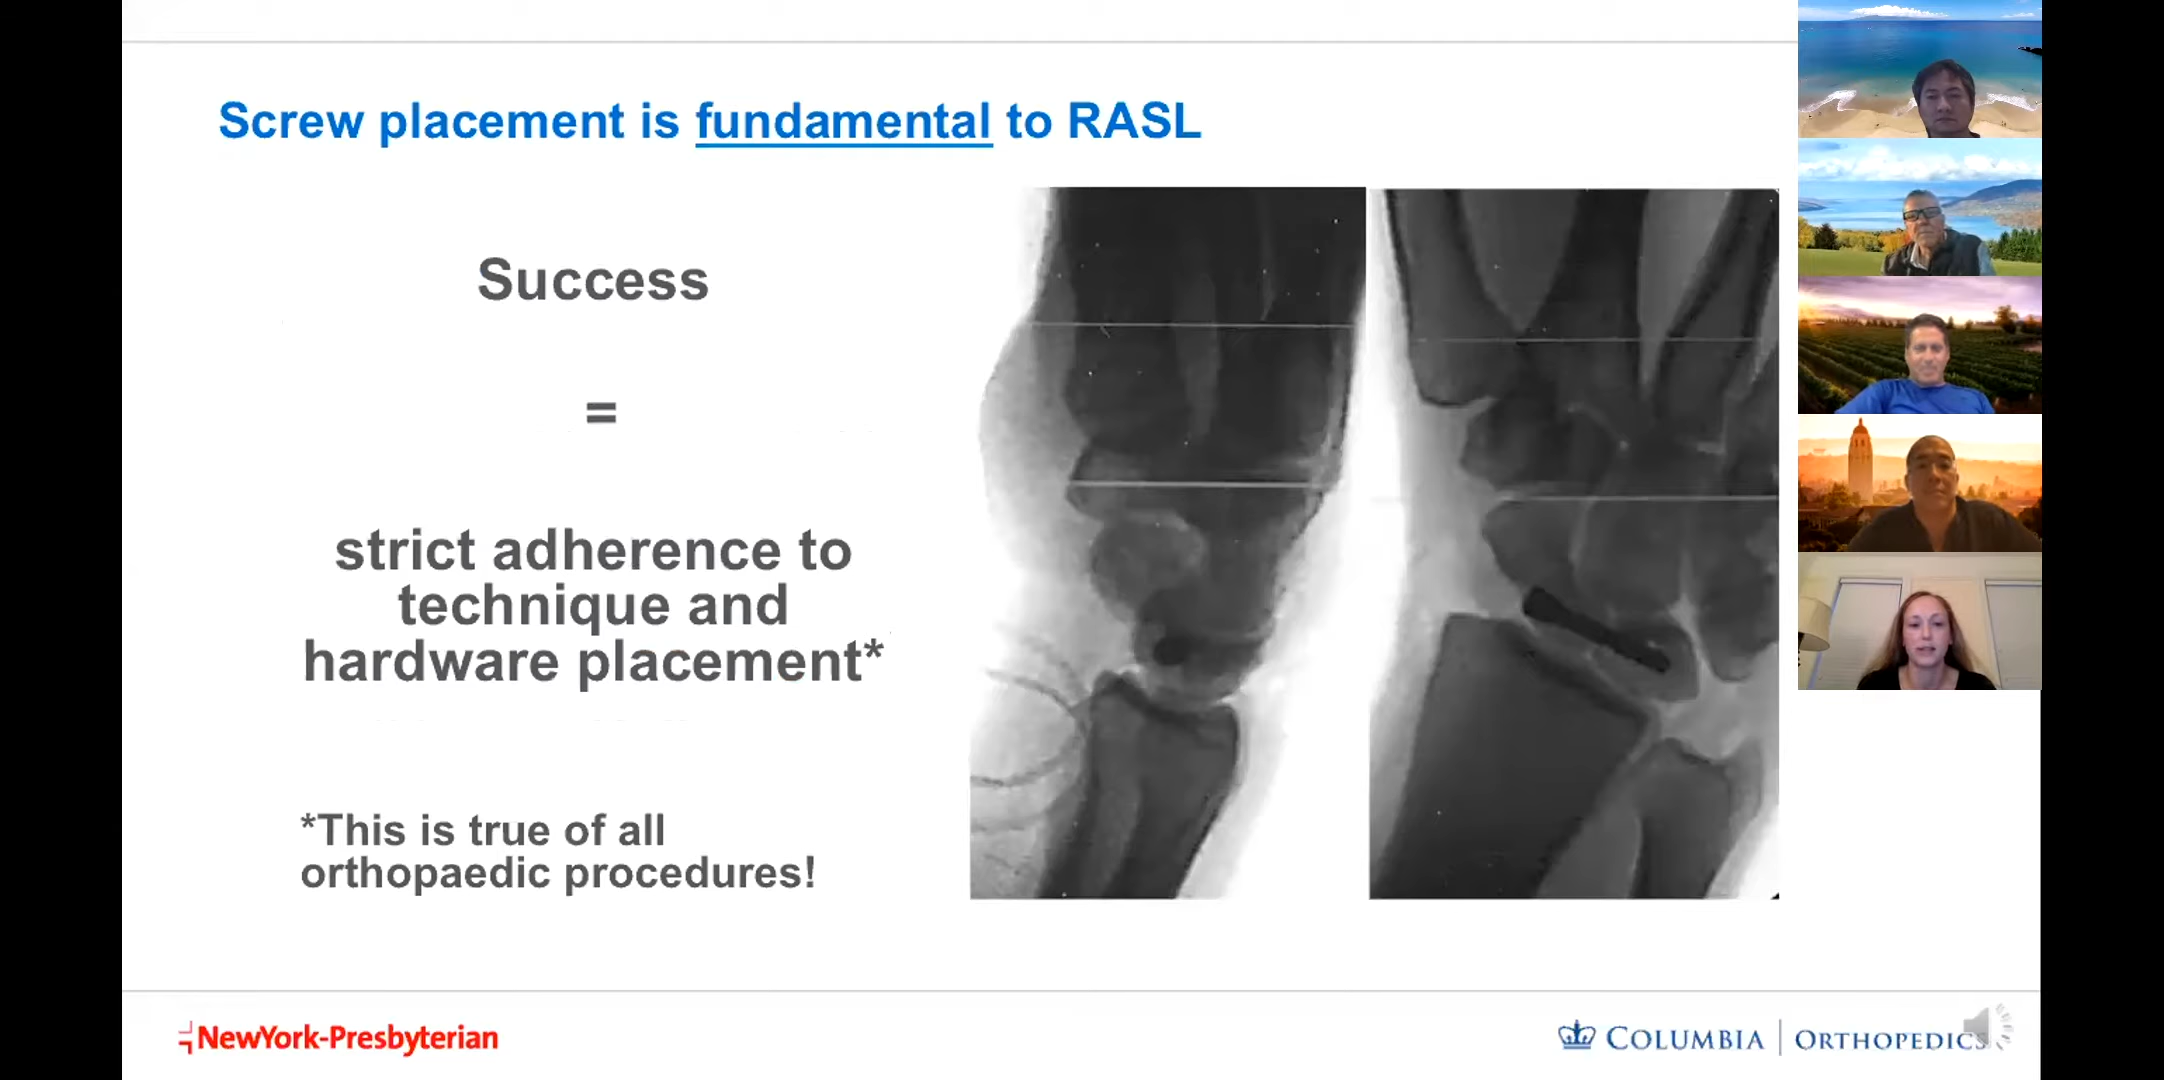 Screw placement is fundamental to RASL
Success
=
strict adherence to
technique and
hardware placement*
*This is true of all
orthopaedic procedures!
NewYork-Presbyterian
COLUMBIA | ORTHOPEDICS